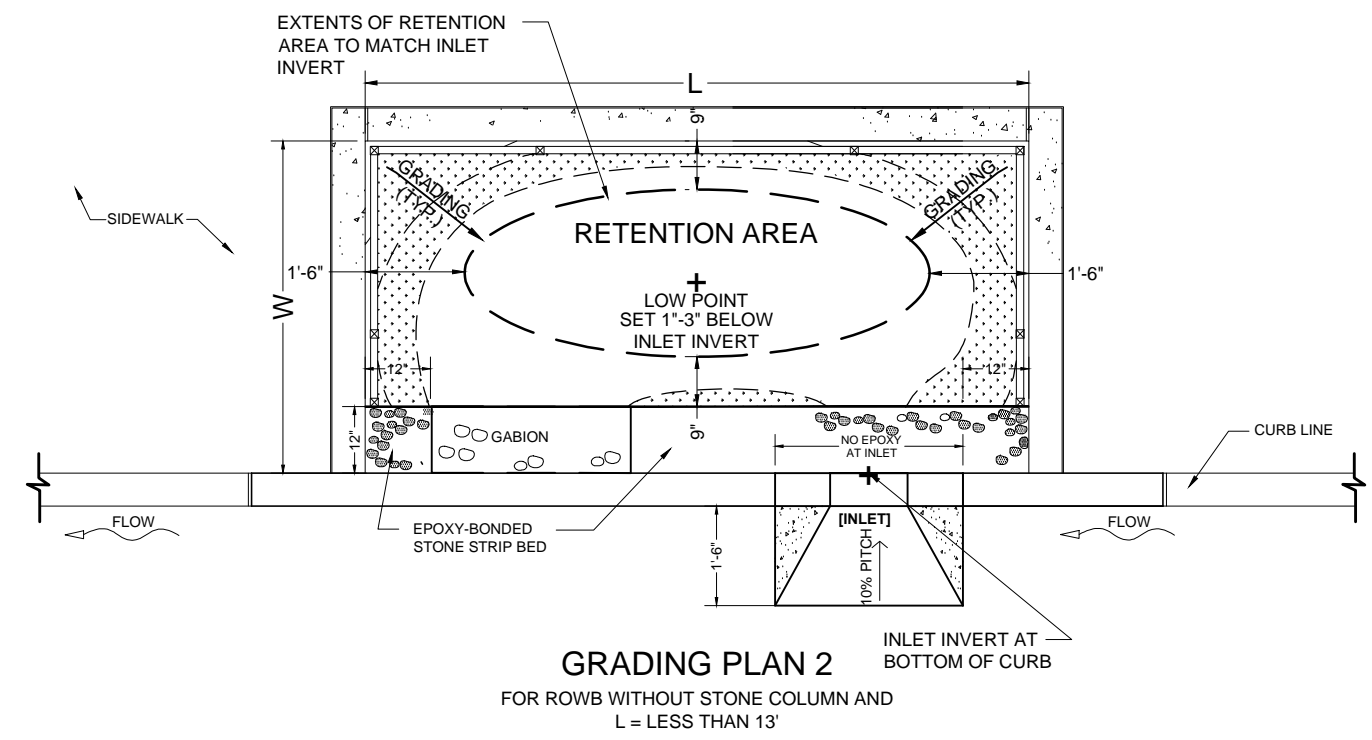 EXTENTS OF RETENTION
AREA TO MATCH INLET
INVERT
L
9"
GRADING
(TYP.)
GRADING
(TYP.)
SIDEWALK
RETENTION AREA
1'-6"
1'-6"
W
LOW POINT
SET 1"-3" BELOW
INLET INVERT
12"
12"
12"
GABION
9"
NO EPOXY
AT INLET
CURB LINE
FLOW
EPOXY-BONDED
STONE STRIP BED
[INLET]
FLOW
1'-6"
10% PITCH
INLET INVERT AT
BOTTOM OF CURB
GRADING PLAN 2
FOR ROWB WITHOUT STONE COLUMN AND
L = LESS THAN 13'